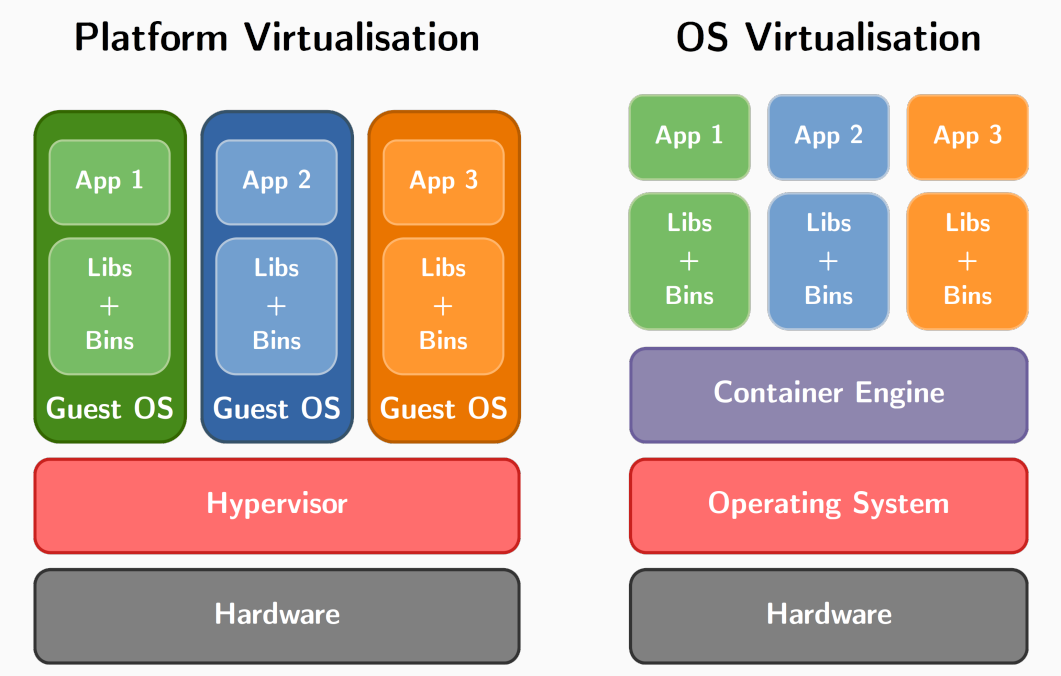 Platform Virtualisation
App 1
Libs
+
Bins
Guest OS
App 2
Libs
+
Bins
Guest OS
App 3
Libs
+
Bins
Guest OS
Hypervisor
Hardware
OS Virtualisation
App 1
Libs
+
Bins
App 2
Libs
+
Bins
App 3
Libs
+
Bins
Container Engine
Operating System
Hardware